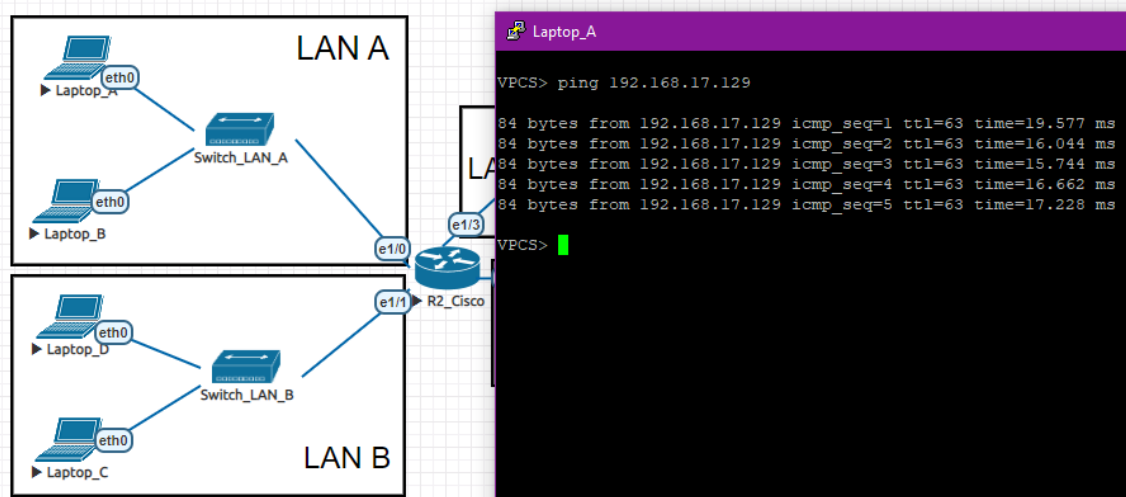 LAN A
eth0
Laptop_A
Switch_LAN_A
eth0
Laptop_B
e1/0
LA
e1/3
R2_Cisco
e1/1
eth0
Laptop_D
Switch_LAN_B
eth0
Laptop_C
LAN B
Laptop_A
VPCS> ping 192.168.17.129
84 bytes from 192.168.17.129 icmp_seq=1 ttl=63 time=19.577 ms
84 bytes from 192.168.17.129 icmp_seq=2 ttl=63 time=16.044 ms
84 bytes from 192.168.17.129 icmp_seq=3 ttl=63 time=15.744 ms
84 bytes from 192.168.17.129 icmp_seq=4 ttl=63 time=16.662 ms
84 bytes from 192.168.17.129 icmp_seq=5 ttl=63 time=17.228 ms
VPCS>